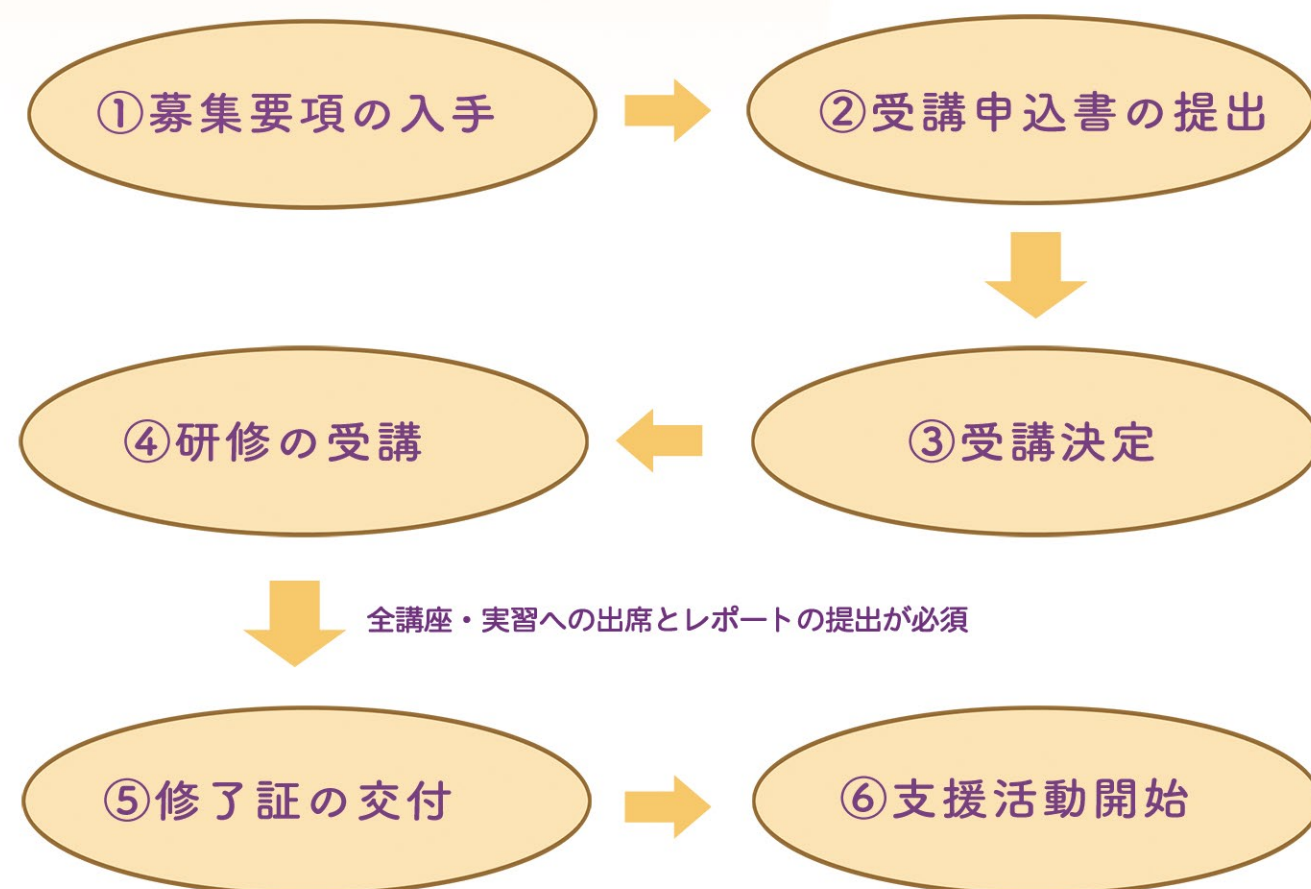 ①募集要項の入手
②受講申込書の提出
③受講決定
④研修の受講
全講座・実習への出席とレポートの提出が必須
⑤修了証の交付
⑥支援活動開始